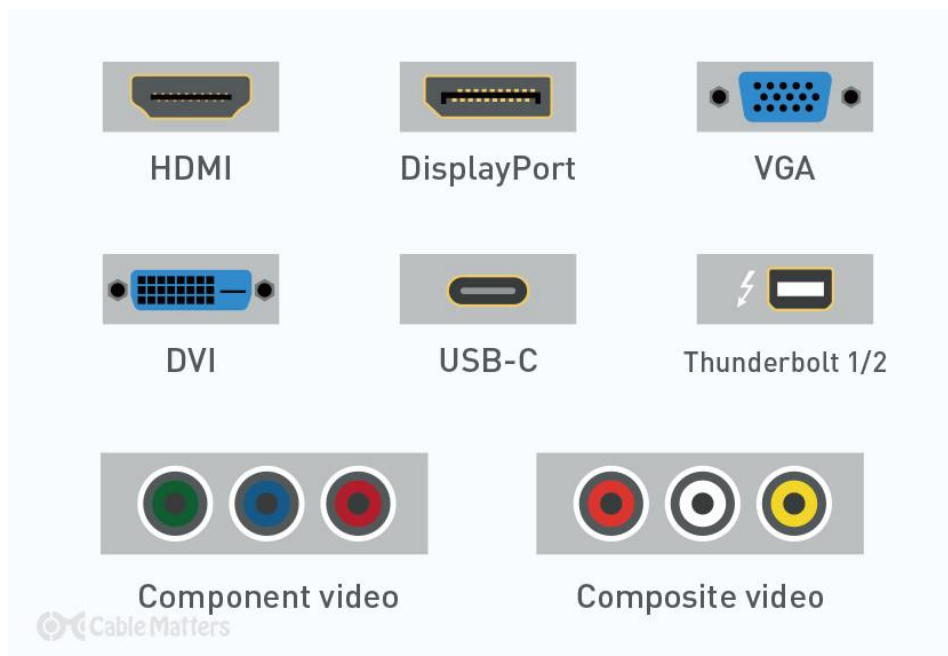 HDMI
DisplayPort
VGA
DVI
USB-C
Thunderbolt 1/2
Component video
Composite video
Cable Matters